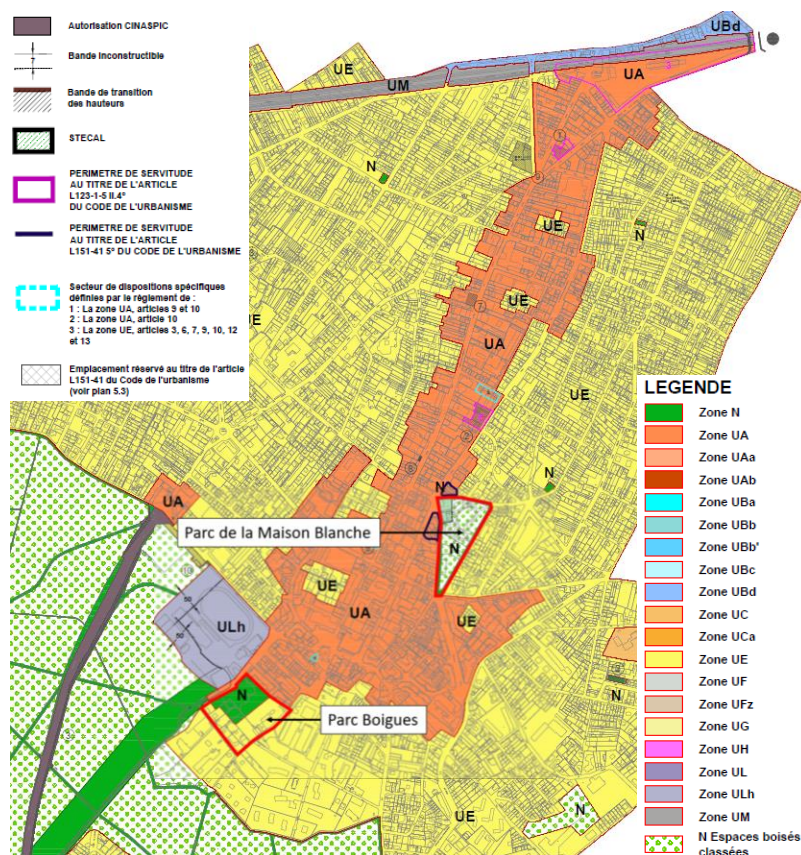 Autorisation CINASPIC
7
Bande inconstructible
Bande de transition
des hauteurs
STECAL
PERIMETRE DE SERVITUDE
AU TITRE DE L'ARTICLE
L123-1-5 II.4°
DU CODE DE L'URBANISME
PERIMETRE DE SERVITUDE
AU TITRE DE L'ARTICLE
L151-41 5° DU CODE DE L'URBANISME
Secteur de dispositions spécifiques
définies par le règlement de :
1 : La zone UA, articles 9 et 10
2 : La zone UA, article 10
3 : La zone UE, articles 3, 6, 7, 9, 10, 12
et 13
Emplacement réservé au titre de l'article
L151-41 du Code de l'urbanisme
(voir plan 5.3)
UBd
UE
UA
UM
N
N
UE
UE
UE
UA
UE
N
N
UA
Parc de la Maison Blanche
N
UE
UA
UE
ULh
50
50
N
Parc Boigues
N
UE
N
LEGENDE
Zone N
Zone UA
Zone UAa
Zone UAb
Zone UBa
Zone UBb
Zone UBb'
Zone UBc
Zone UBd
Zone UC
Zone UCa
Zone UE
Zone UF
Zone UFz
Zone UG
Zone UH
Zone UL
Zone ULh
Zone UM
N Espaces boisés
classées